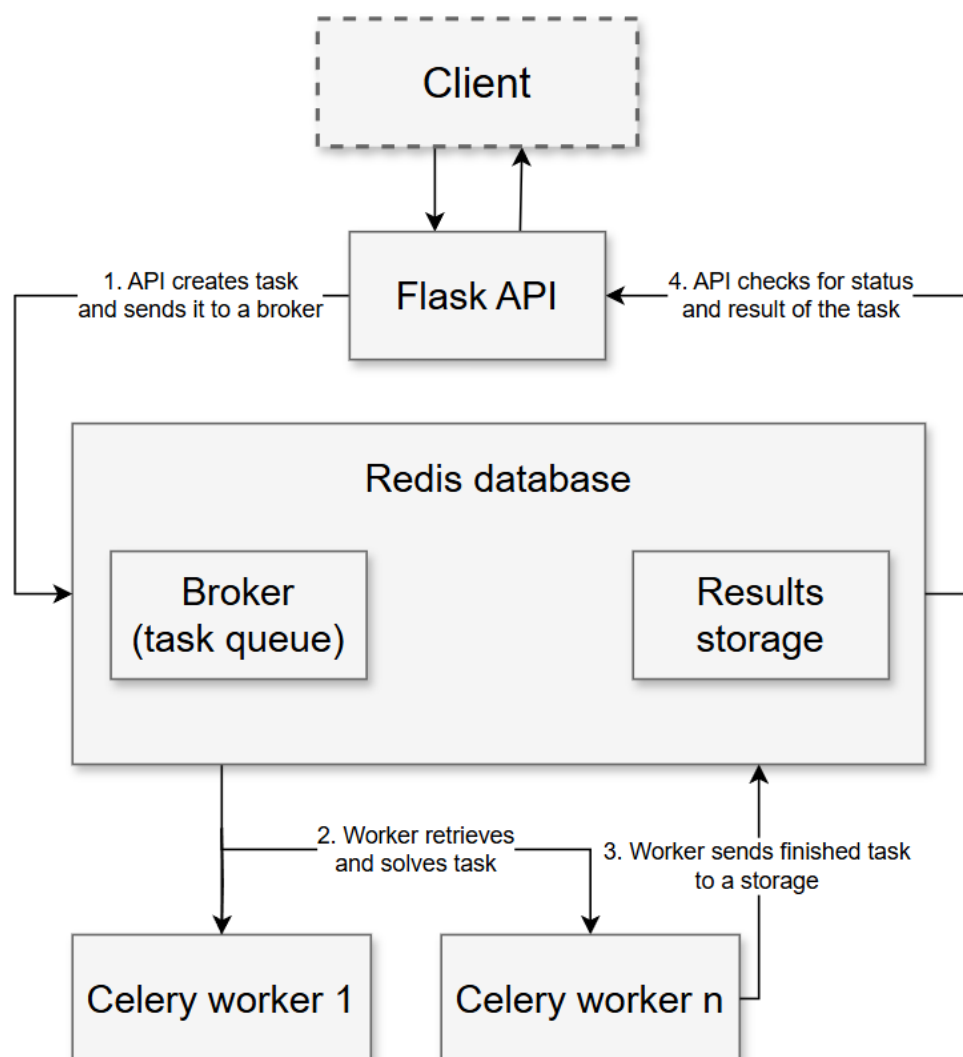 Client
1. API creates task
and sends it to a broker
Flask API
4. API checks for status
and result of the task
Redis database
Broker
(task queue)
Results
storage
2. Worker retrieves
and solves task
3. Worker sends finished task
to a storage
Celery worker 1
Celery worker n